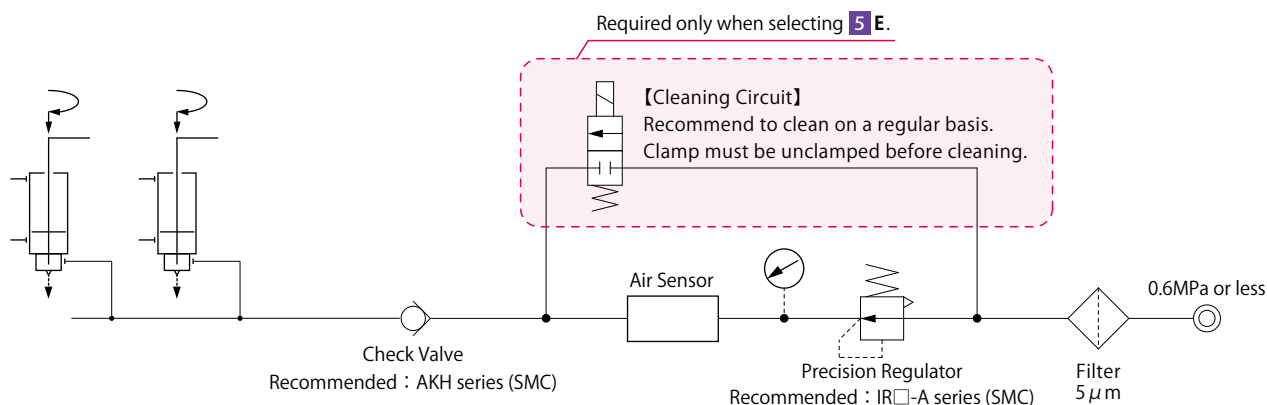 Required only when selecting 5 E.
【Cleaning Circuit】
Recommend to clean on a regular basis.
Clamp must be unclamped before cleaning.
Air Sensor
0.6MPa or less
Check Valve
Recommended：AKH series (SMC)
Precision Regulator
Recommended：IR□-A series (SMC)
Filter
5μm